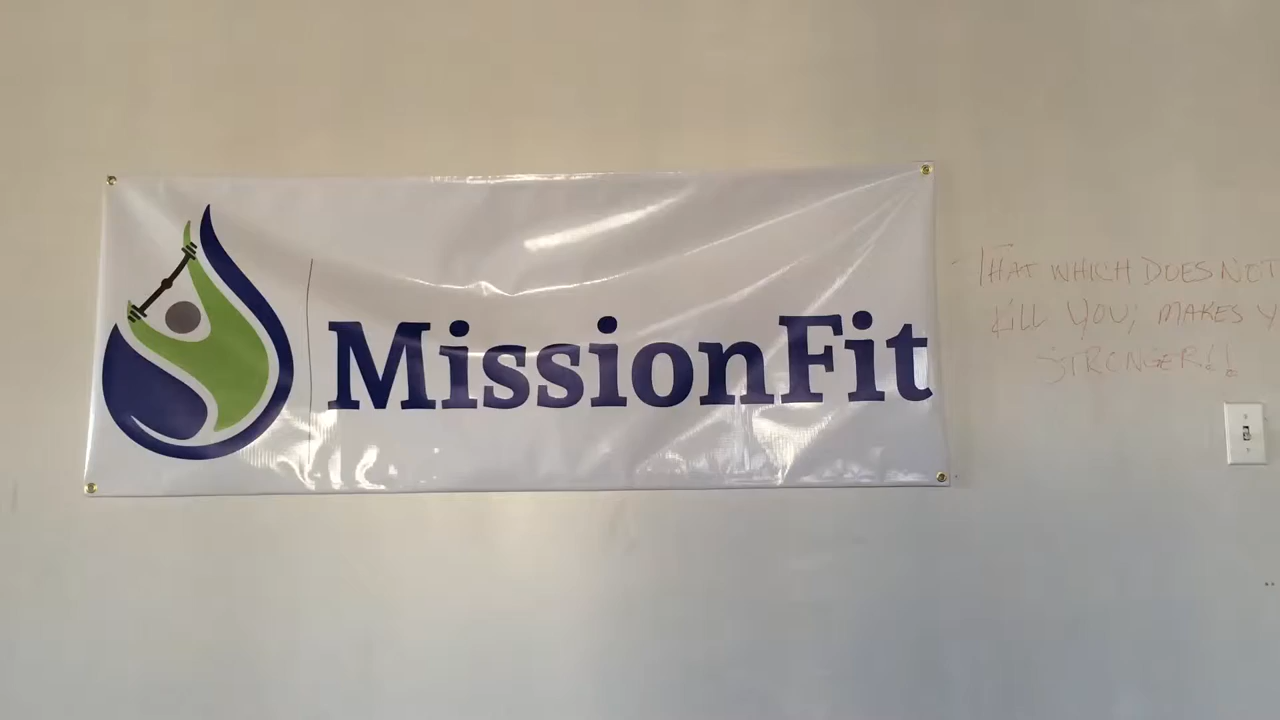 MissionFit
THAT WHICH DOES NOT
KILL YOU; MAKES Y
STRONGER!!